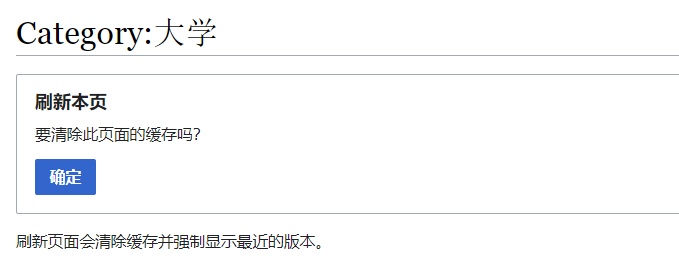 Category:大学
刷新本页
要清除此页面的缓存吗?
确定
刷新页面会清除缓存并强制显示最近的版本。